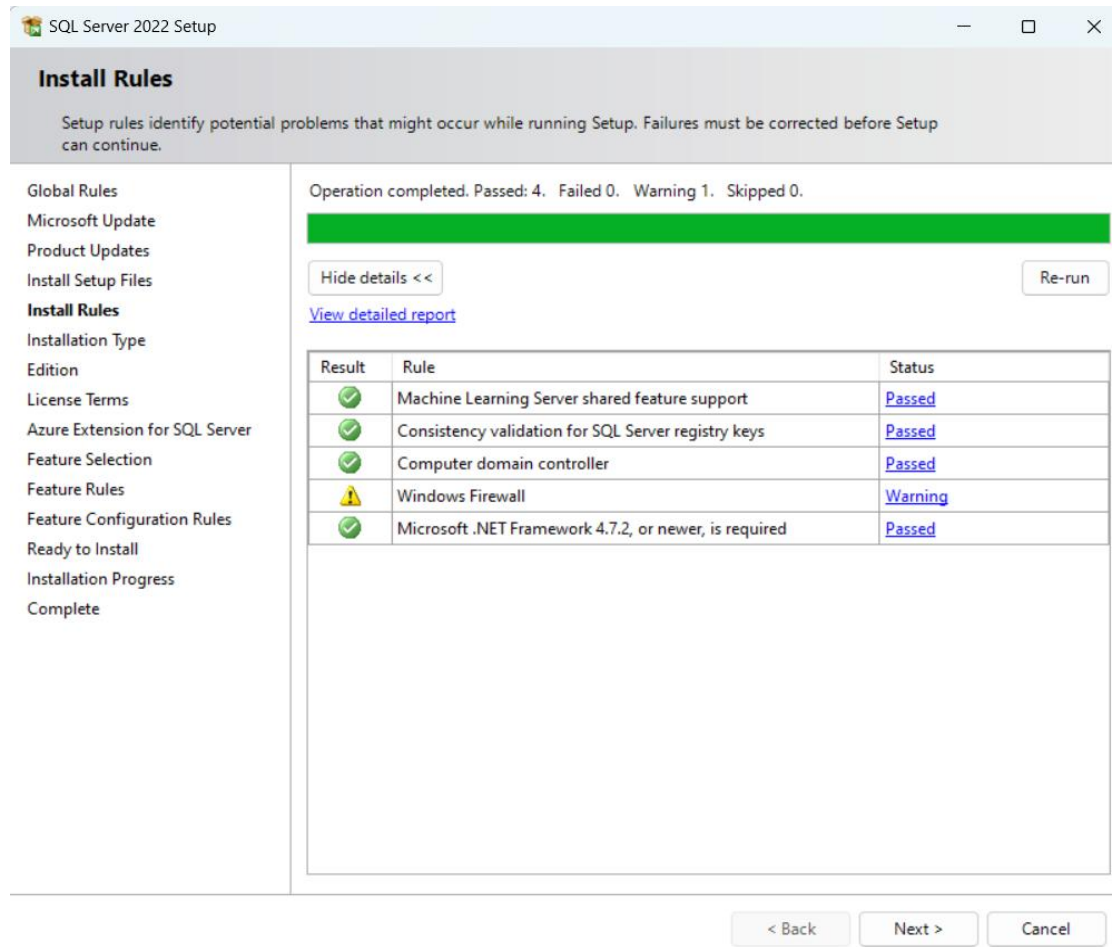 SQL Server 2022 Setup
Install Rules
Setup rules identify potential problems that might occur while running Setup. Failures must be corrected before Setup
can continue.
Global Rules
Microsoft Update
Product Updates
Install Setup Files
Install Rules
Installation Type
Edition
License Terms
Azure Extension for SQL Server
Feature Selection
Feature Rules
Feature Configuration Rules
Ready to Install
Installation Progress
Complete
Operation completed. Passed: 4. Failed 0. Warning 1. Skipped 0.
Hide details << Re-run
View detailed report
Result Rule Status
Machine Learning Server shared feature support Passed
Consistency validation for SQL Server registry keys Passed
Computer domain controller Passed
Windows Firewall Warning
Microsoft .NET Framework 4.7.2, or newer, is required Passed
< Back Next > Cancel